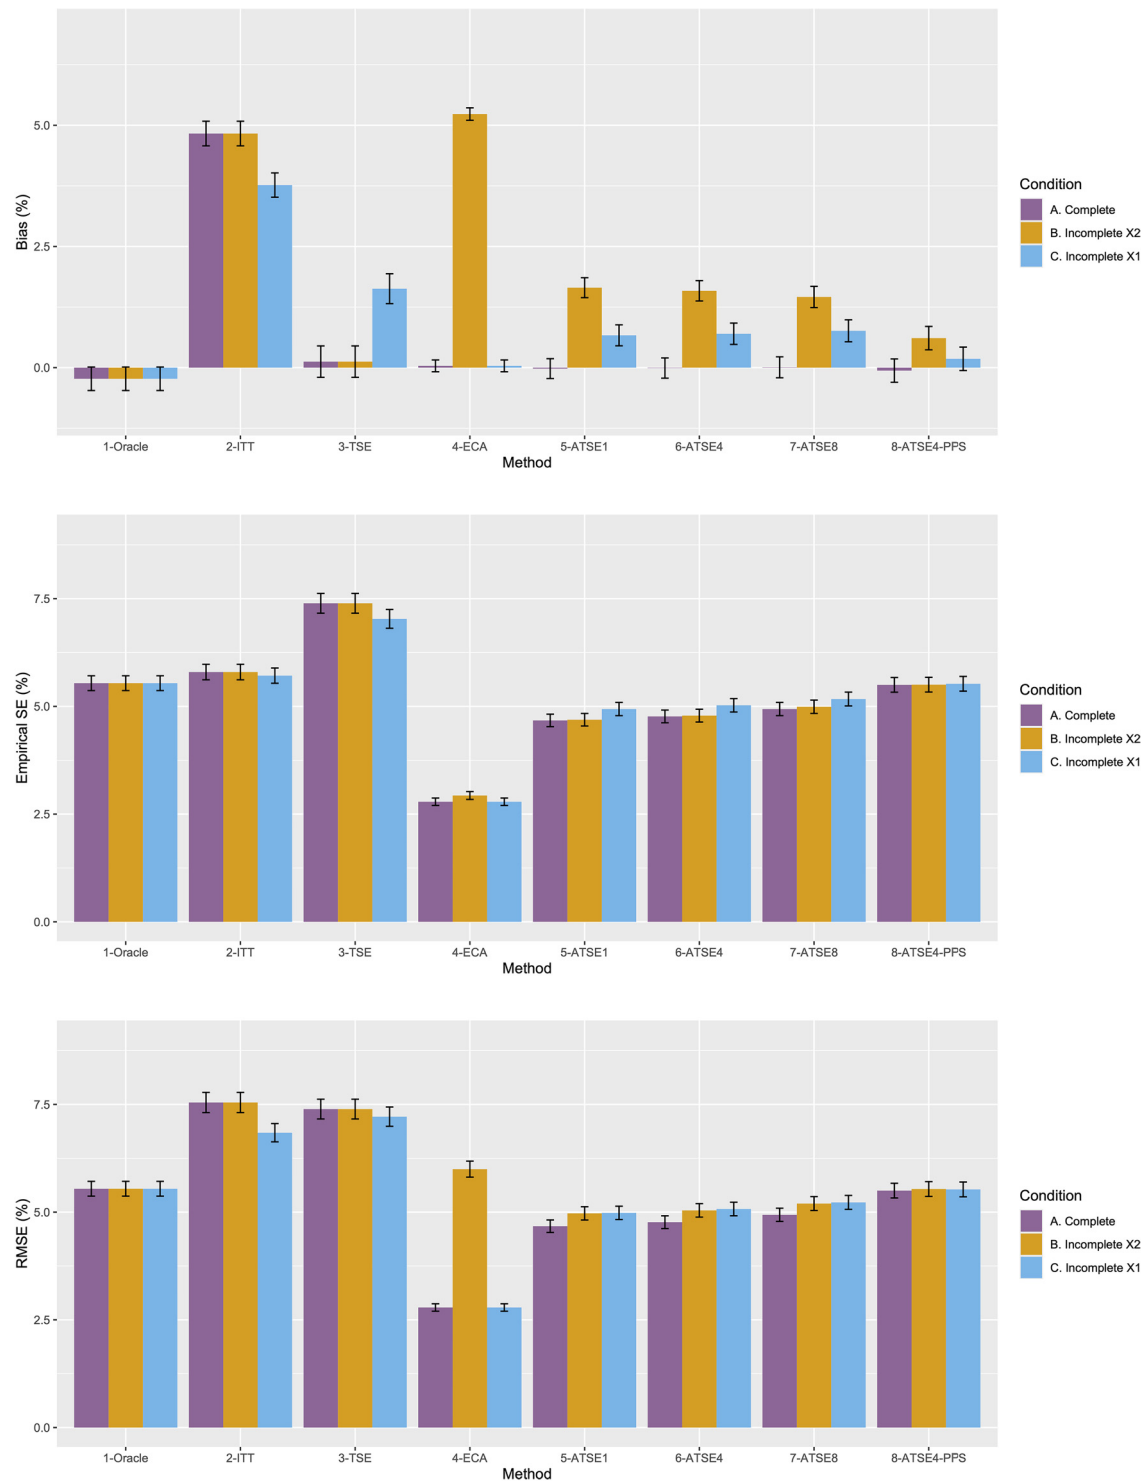 5.0
2.5
0.0
Bias (%)
1-Oracle 2-ITT 3-TSE 4-ECA 5-ATSE1 6-ATSE4 7-ATSE8 8-ATSE4-PPS
Method
Condition
A. Complete
B. Incomplete X2
C. Incomplete X1
7.5
5.0
2.5
0.0
Empirical SE (%)
1-Oracle 2-ITT 3-TSE 4-ECA 5-ATSE1 6-ATSE4 7-ATSE8 8-ATSE4-PPS
Method
Condition
A. Complete
B. Incomplete X2
C. Incomplete X1
7.5
5.0
2.5
0.0
RMSE (%)
1-Oracle 2-ITT 3-TSE 4-ECA 5-ATSE1 6-ATSE4 7-ATSE8 8-ATSE4-PPS
Method
Condition
A. Complete
B. Incomplete X2
C. Incomplete X1